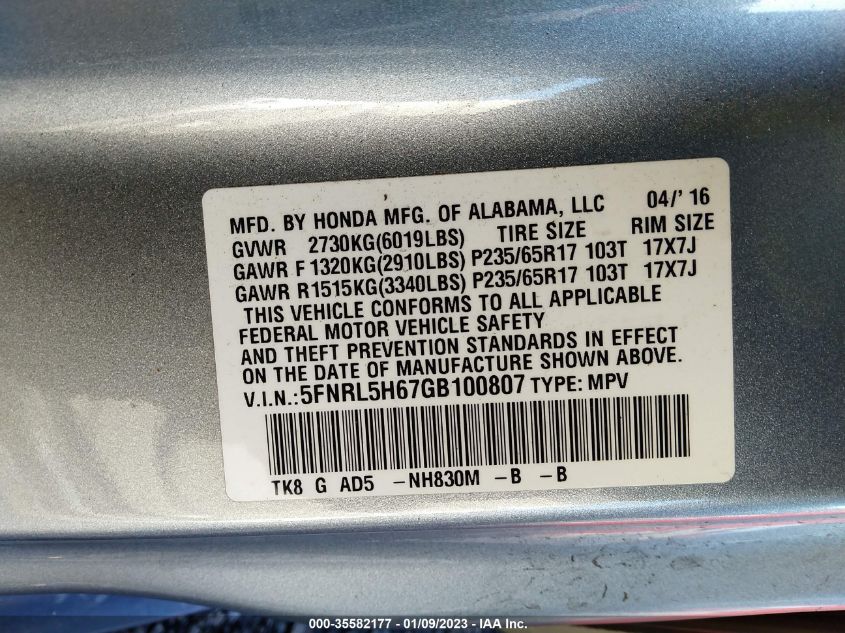 MFD. BY HONDA MFG. OF ALABAMA, LLC 04/' 16
GVWR 2730KG(6019LBS) TIRE SIZE RIM SIZE
GAWR F 1320KG(2910LBS) P235/65R17 103T 17X7J
GAWR R1515KG(3340LBS) P235/65R17 103T 17X7J
THIS VEHICLE CONFORMS TO ALL APPLICABLE
FEDERAL MOTOR VEHICLE SAFETY
AND THEFT PREVENTION STANDARDS IN EFFECT
ON THE DATE OF MANUFACTURE SHOWN ABOVE.
V.I.N.:5FNRL5H67GB100807 TYPE: MPV
TK8 G AD5 -NH830M -B -B
000-35582177 - 01/09/2023 - IAA Inc.